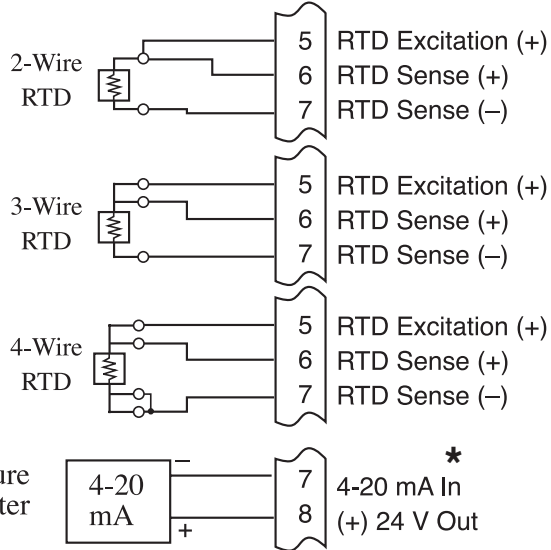 2-Wire
RTD
5 RTD Excitation (+)
6 RTD Sense (+)
7 RTD Sense (–)
3-Wire
RTD
5 RTD Excitation (+)
6 RTD Sense (+)
7 RTD Sense (–)
4-Wire
RTD
5 RTD Excitation (+)
6 RTD Sense (+)
7 RTD Sense (–)
ure
ter
4-20
mA
–
+
*
7 4-20 mA In
8 (+) 24 V Out